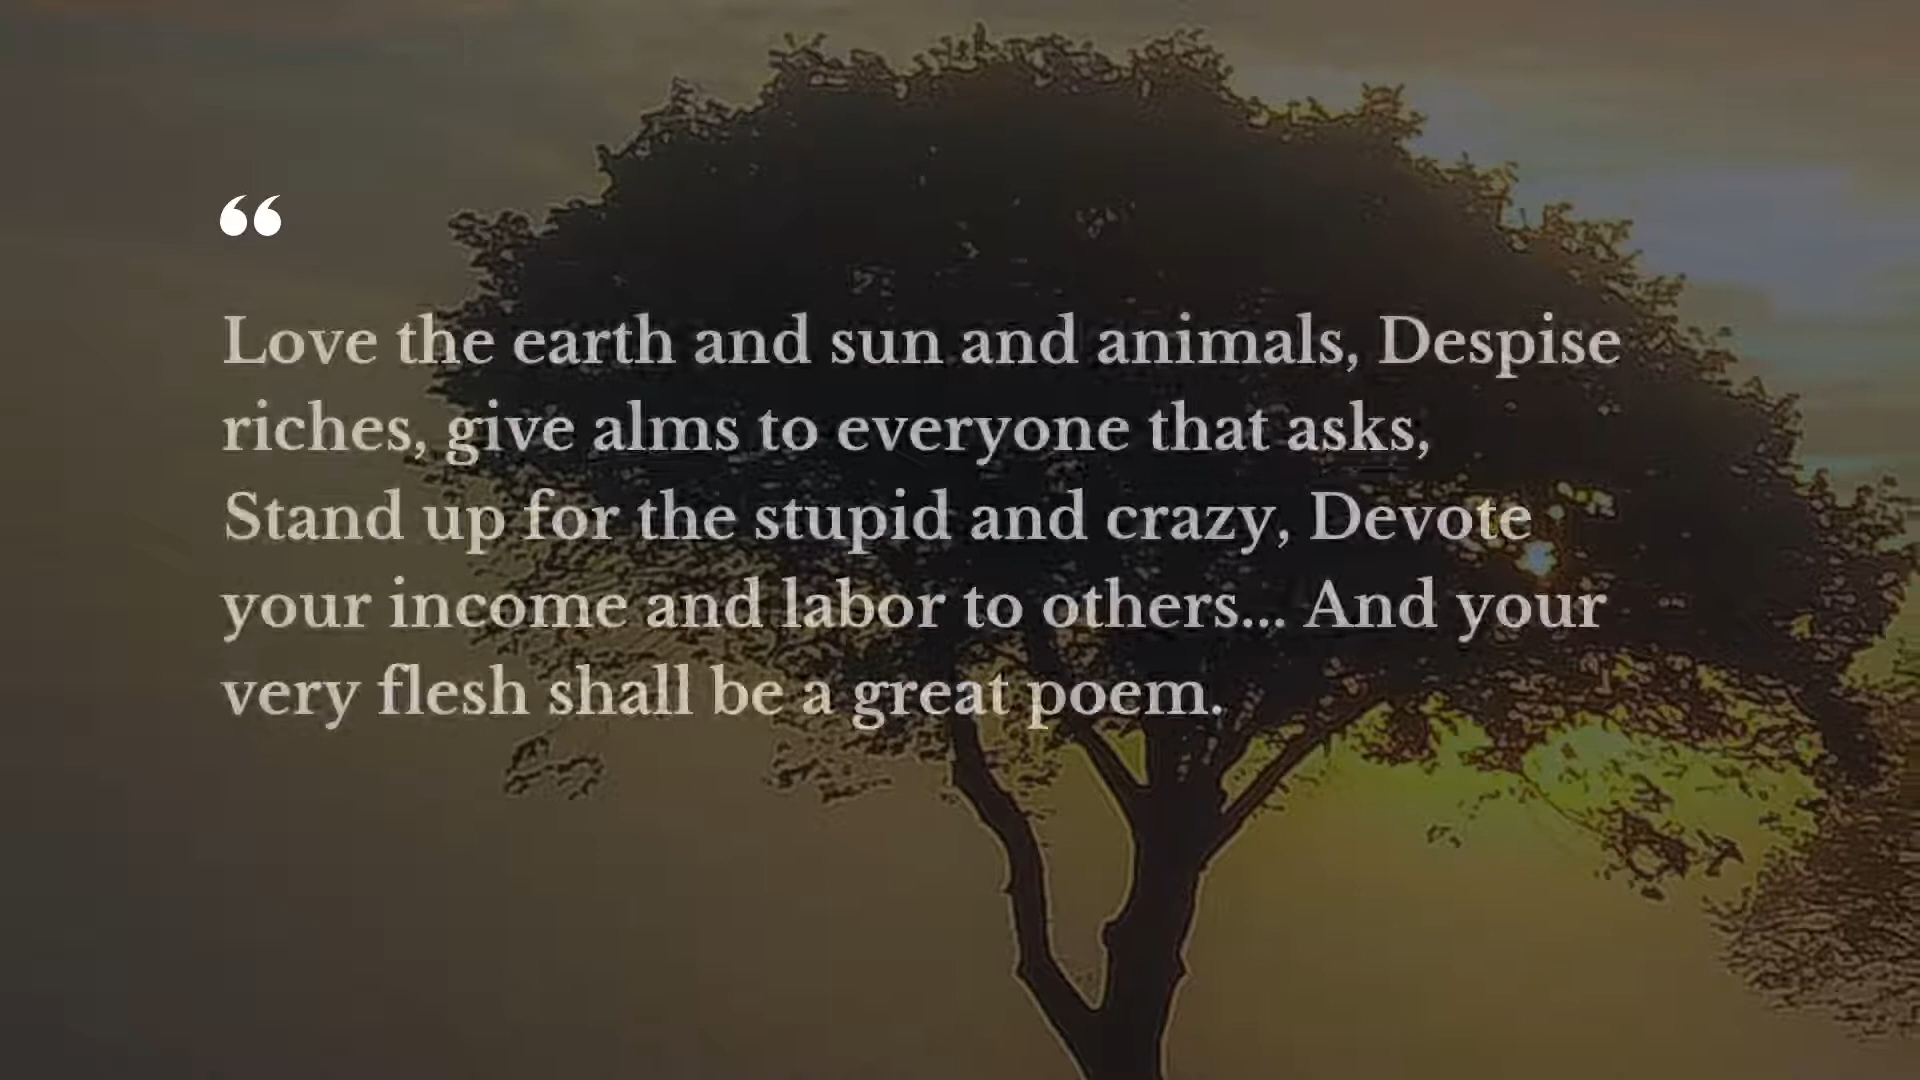 “
Love the earth and sun and animals, Despise
riches, give alms to everyone that asks,
Stand up for the stupid and crazy, Devote
your income and labor to others... And your
very flesh shall be a great poem.